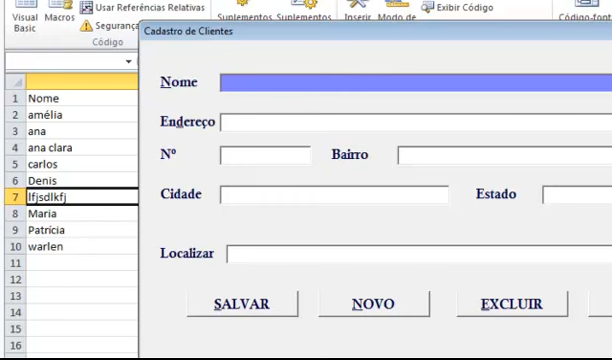 Visual Basic
Macros
Usar Referências Relativas
Segurança
Código
Suplementos
Suplementos
Inserir
Modo de
Exibir Código
Código-font
Cadastro de Clientes
1 Nome
2 amélia
3 ana
4 ana clara
5 carlos
6 Denis
7 lfjsdlkfj
8 Maria
9 Patrícia
10 warlen
11
12
13
14
15
16
Nome
Endereço
Nº
Bairro
Cidade
Estado
Localizar
SALVAR
NOVO
EXCLUIR